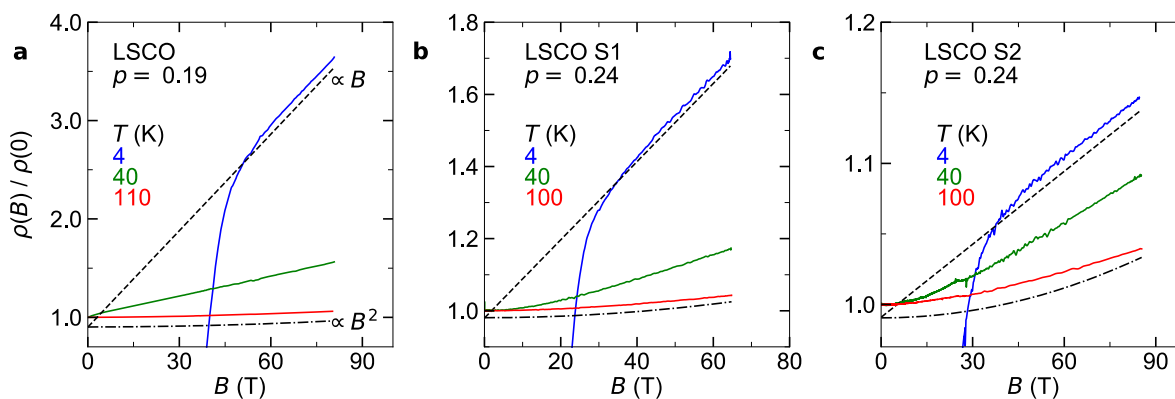 a
LSCO
p = 0.19
T (K)
4
40
110
∝ B
∝ B²
4.0
3.0
2.0
1.0
0
30
60
90
ρ(B) / ρ(0)
B (T)
b
LSCO S1
p = 0.24
T (K)
4
40
100
1.8
1.6
1.4
1.2
1.0
0
20
40
60
80
B (T)
c
LSCO S2
p = 0.24
T (K)
4
40
100
1.2
1.1
1.0
0
30
60
90
B (T)